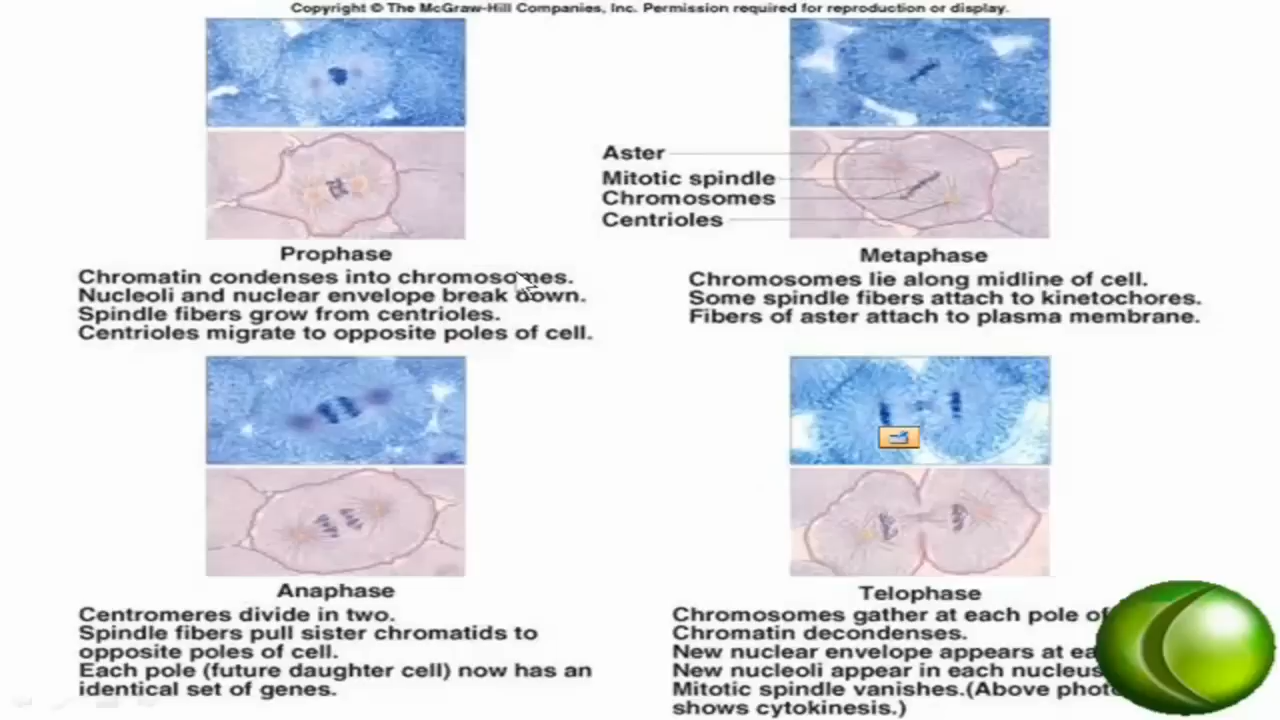 Copyright © The McGraw-Hill Companies, Inc. Permission required for reproduction or display.
Aster
Mitotic spindle
Chromosomes
Centrioles
Prophase
Chromatin condenses into chromosomes.
Nucleoli and nuclear envelope break down.
Spindle fibers grow from centrioles.
Centrioles migrate to opposite poles of cell.
Metaphase
Chromosomes lie along midline of cell.
Some spindle fibers attach to kinetochores.
Fibers of aster attach to plasma membrane.
Anaphase
Centromeres divide in two.
Spindle fibers pull sister chromatids to
opposite poles of cell.
Each pole (future daughter cell) now has an
identical set of genes.
Telophase
Chromosomes gather at each pole of
Chromatin decondenses.
New nuclear envelope appears at
New nucleoli appear in each nucleus
Mitotic spindle vanishes.(Above
shows cytokinesis.)